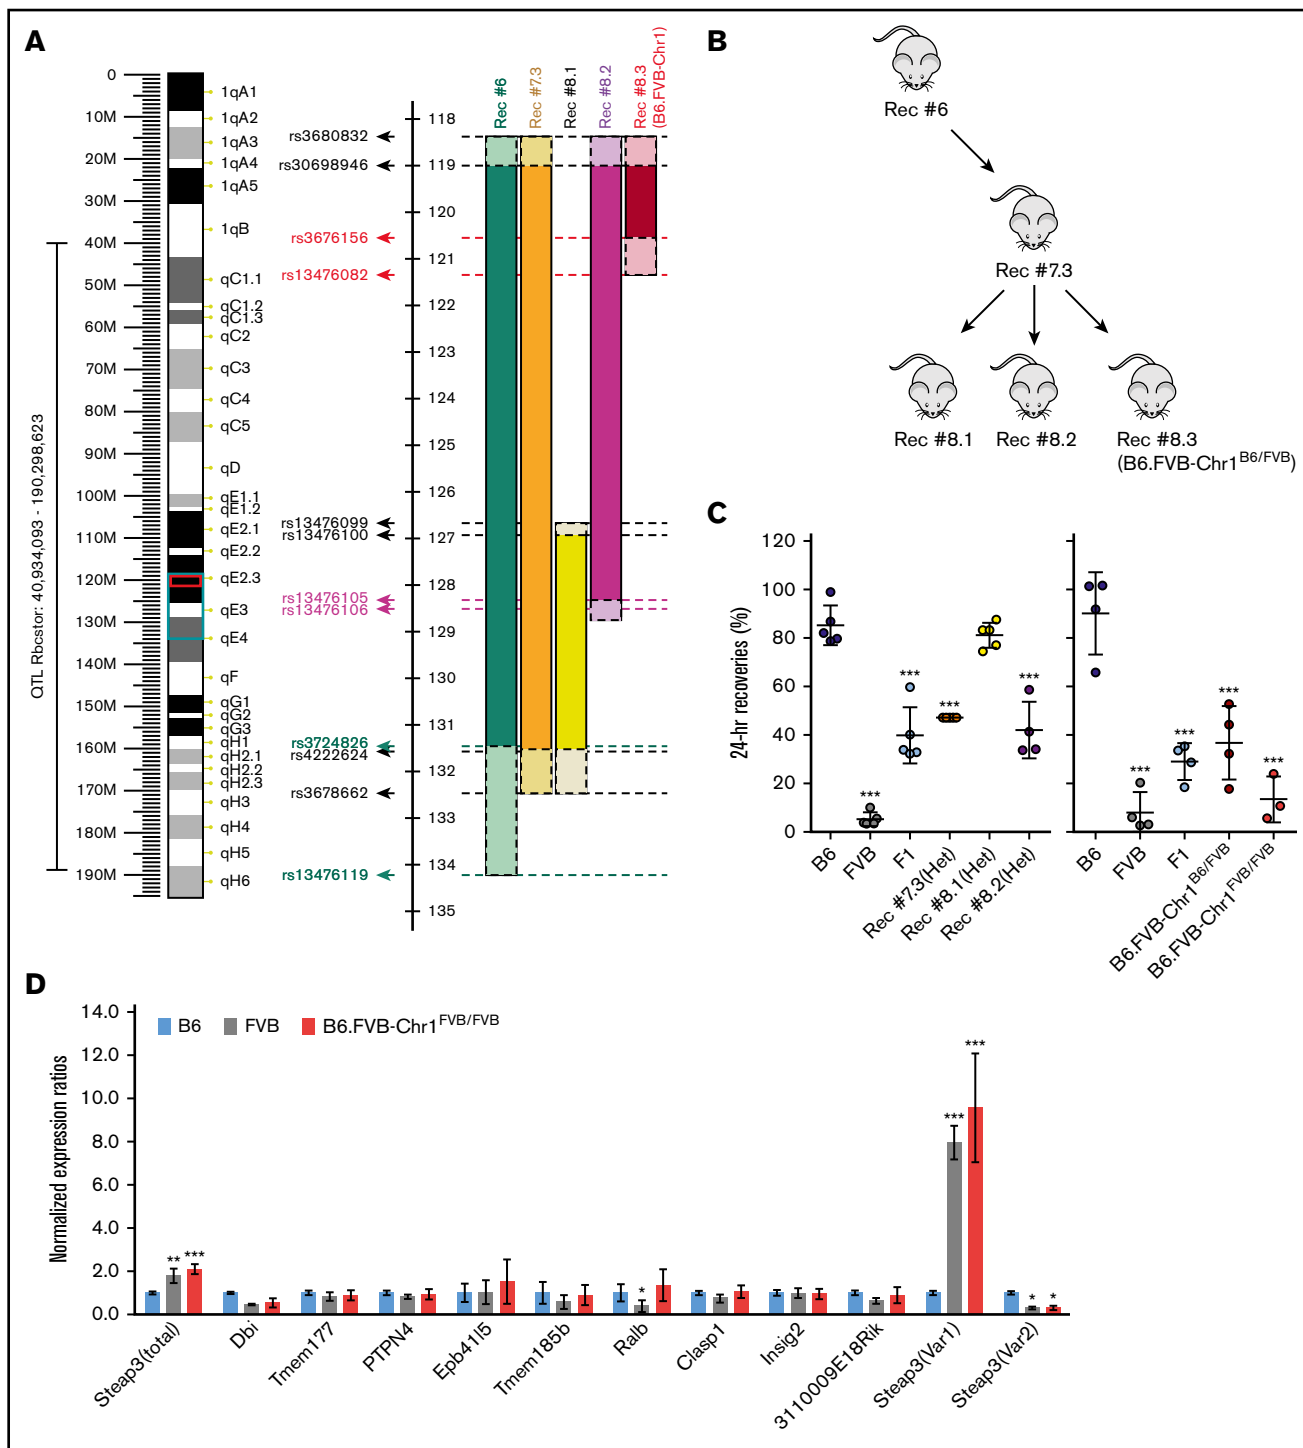 A
0
10M
20M
30M
40M
50M
60M
70M
80M
90M
100M
110M
120M
130M
140M
150M
160M
170M
180M
190M
QTL Rbcstor: 40,934,093 - 190,298,623
1qA1
1qA2
1qA3
1qA4
1qA5
1qB
qC1.1
qC1.2
qC1.3
qC2
qC3
qC4
qC5
qD
qE1.1
qE1.2
qE2.1
qE2.2
qE2.3
qE3
qE4
qF
qG1
qG2
qG3
qH1
qH2.1
qH2.2
qH2.3
qH3
qH4
qH5
qH6
rs3680832
rs30698946
rs3676156
rs13476082
rs13476099
rs13476100
rs13476105
rs13476106
rs3724826
rs4222624
rs3678662
rs13476119
118
119
120
121
122
123
124
125
126
127
128
129
130
131
132
133
134
135
Rec #6
Rec #7.3
Rec #8.1
Rec #8.2
Rec #8.3
(B6.FVB-Chr1)
B
Rec #6
Rec #7.3
Rec #8.1
Rec #8.2
Rec #8.3
(B6.FVB-Chr1^B6/FVB)
C
24-hr recoveries (%)
120
100
80
60
40
20
0
***
***
***
***
B6
FVB
F1
Rec #7.3(Het)
Rec #8.1(Het)
Rec #8.2(Het)
***
***
***
***
B6
FVB
F1
B6.FVB-Chr1^B6/FVB
B6.FVB-Chr1^FVB/FVB
D
Normalized expression ratios
14.0
12.0
10.0
8.0
6.0
4.0
2.0
0.0
B6
FVB
B6.FVB-Chr1^FVB/FVB
**
***
*
***
***
*
*
Steap3(total)
Dbi
Tmem177
PTPN4
Epb41l5
Tmem185b
Ralb
Clasp1
Insig2
3110009E18Rik
Steap3(Var1)
Steap3(Var2)